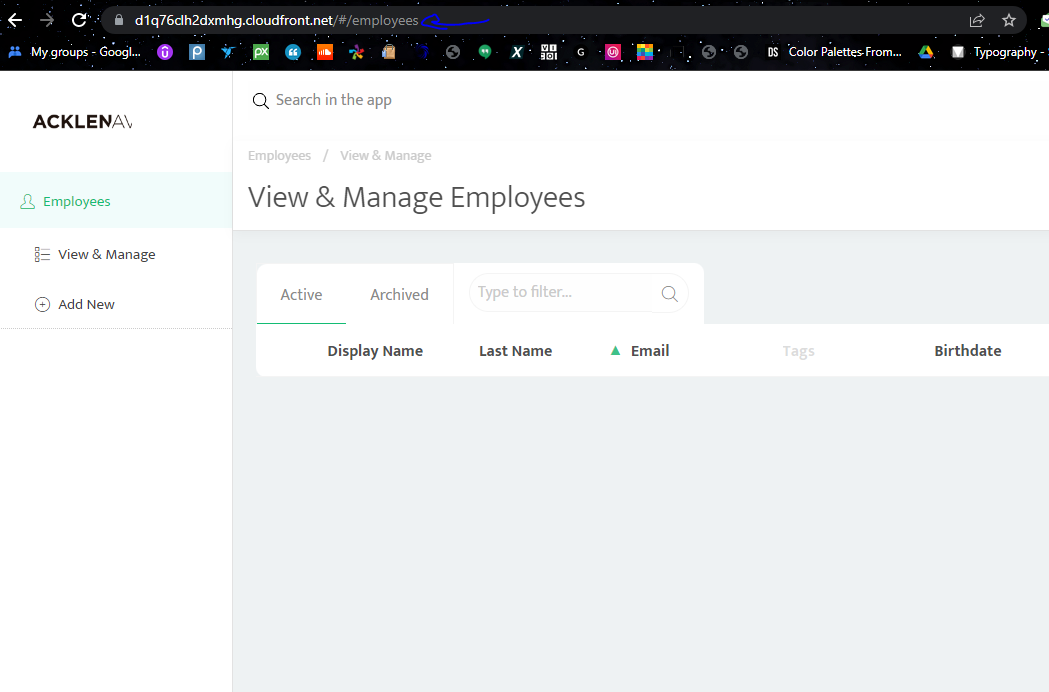 d1q76clh2dxmhg.cloudfront.net/#/employees
My groups - Googl... Color Palettes From... Typography -
ACKLENAV
Search in the app
Employees / View & Manage
View & Manage Employees
Employees
View & Manage
Add New
Active Archived Type to filter...
Display Name Last Name Email Tags Birthdate